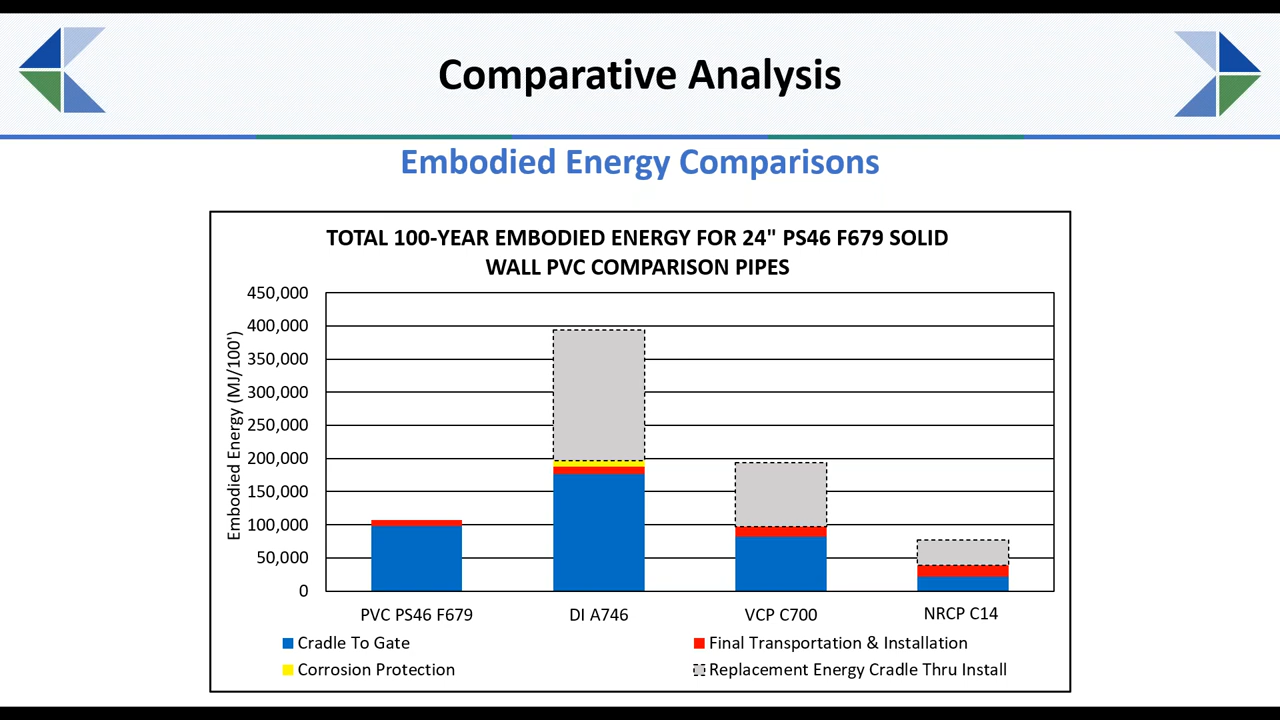 Comparative Analysis
Embodied Energy Comparisons
TOTAL 100-YEAR EMBODIED ENERGY FOR 24" PS46 F679 SOLID
WALL PVC COMPARISON PIPES
Embodied Energy (MJ/100')
450,000
400,000
350,000
300,000
250,000
200,000
150,000
100,000
50,000
0
PVC PS46 F679
DI A746
VCP C700
NRCP C14
Cradle To Gate
Final Transportation & Installation
Corrosion Protection
Replacement Energy Cradle Thru Install